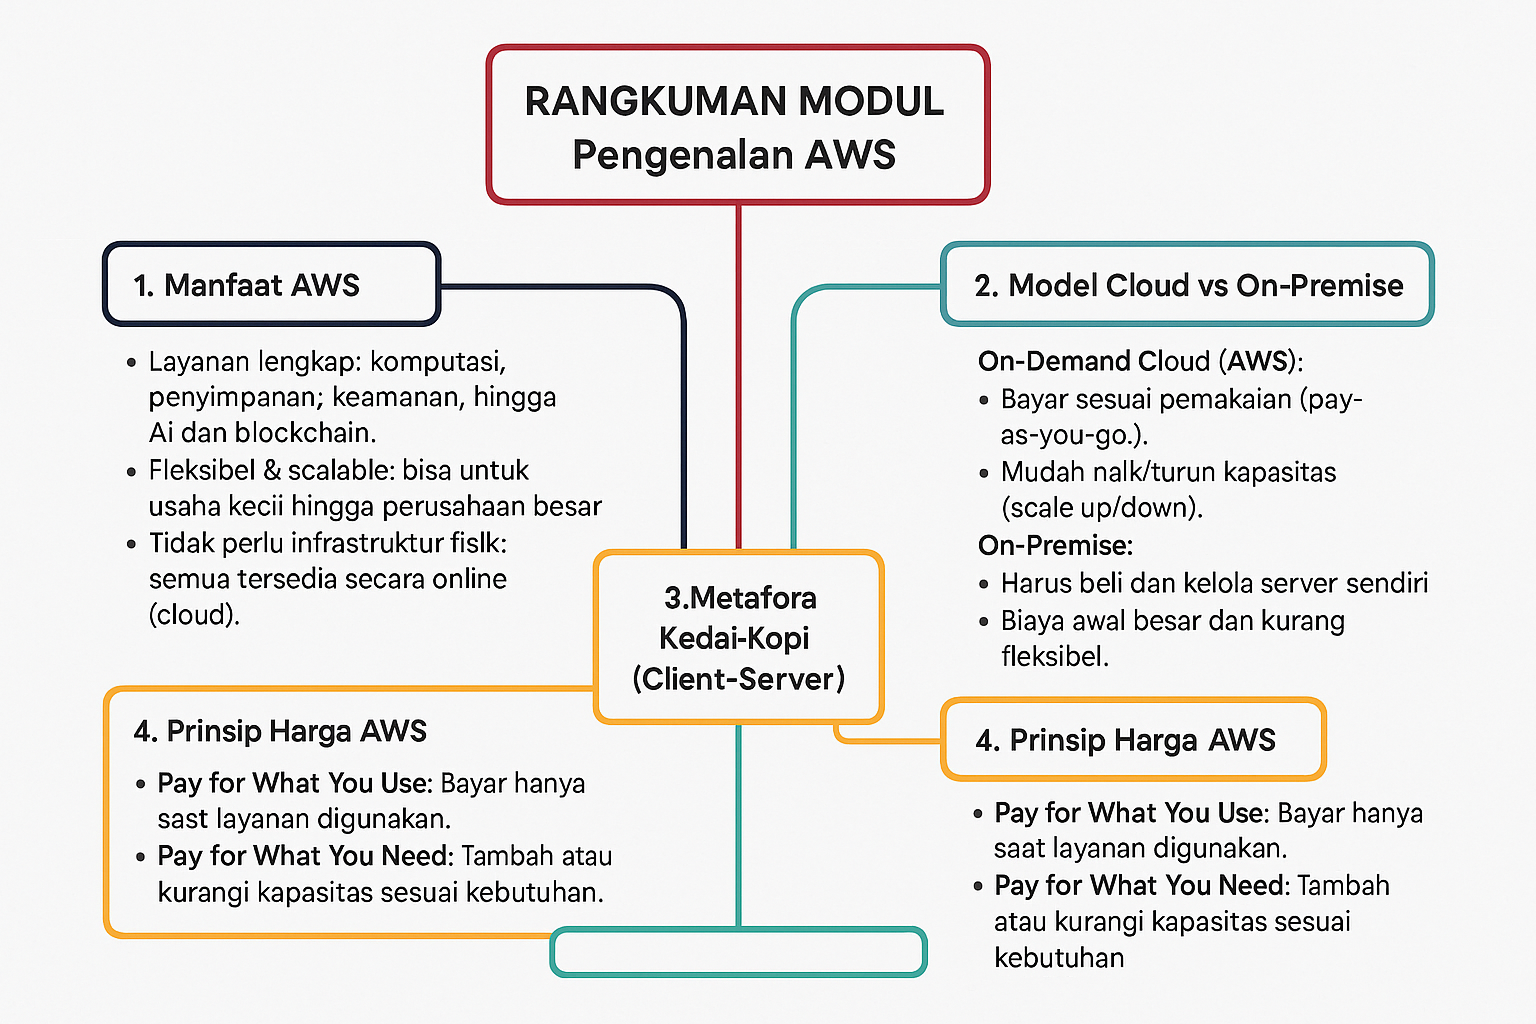 RANGKUMAN MODUL
Pengenalan AWS
1. Manfaat AWS
• Layanan lengkap: komputasi,
penyimpanan; keamanan, hingga
Ai dan blockchain.
• Fleksibel & scalable: bisa untuk
usaha kecii hingga perusahaan besar
• Tidak perlu infrastruktur fislk:
semua tersedia secara online
(cloud).
2. Model Cloud vs On-Premise
On-Demand Cloud (AWS):
• Bayar sesuai pemakaian (pay-
as-you-go.).
• Mudah nalk/turun kapasitas
(scale up/down).
On-Premise:
• Harus beli dan kelola server sendiri
• Biaya awal besar dan kurang
fleksibel.
3.Metafora
Kedai-Kopi
(Client-Server)
4. Prinsip Harga AWS
• Pay for What You Use: Bayar hanya
sast layanan digunakan.
• Pay for What You Need: Tambah atau
kurangi kapasitas sesuai kebutuhan.
4. Prinsip Harga AWS
• Pay for What You Use: Bayar hanya
saat layanan digunakan.
• Pay for What You Need: Tambah
atau kurangi kapasitas sesuai
kebutuhan